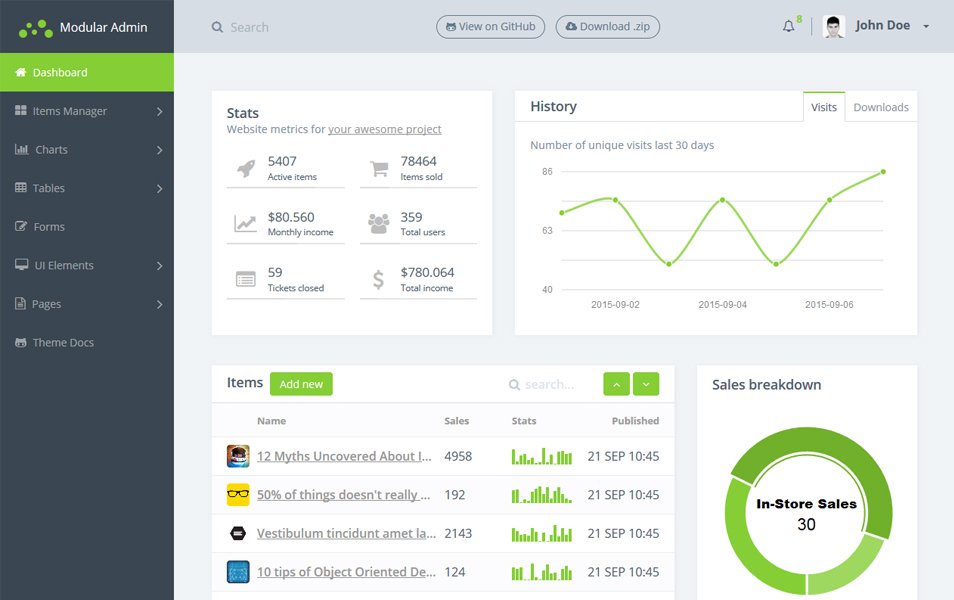 Modular Admin
Search
View on GitHub
Download .zip
8
John Doe
Dashboard
Items Manager
Charts
Tables
Forms
UI Elements
Pages
Theme Docs
Stats
Website metrics for your awesome project
5407
Active items
78464
Items sold
$80.560
Monthly income
359
Total users
59
Tickets closed
$780.064
Total income
History
Visits
Downloads
Number of unique visits last 30 days
86
63
40
2015-09-02
2015-09-04
2015-09-06
Items
Add new
search...
Name Sales Stats Published
12 Myths Uncovered About I... 4958 21 SEP 10:45
50% of things doesn't really ... 192 21 SEP 10:45
Vestibulum tincidunt amet la... 2143 21 SEP 10:45
10 tips of Object Oriented De... 124 21 SEP 10:45
Sales breakdown
In-Store Sales
30